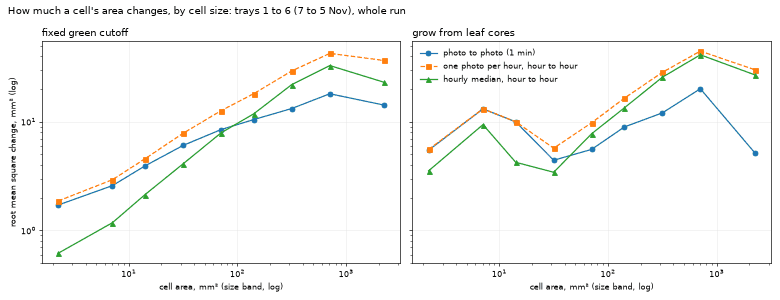 How much a cell's area changes, by cell size: trays 1 to 6 (7 to 5 Nov), whole run
fixed green cutoff
grow from leaf cores
photo to photo (1 min)
one photo per hour, hour to hour
hourly median, hour to hour
root mean square change, mm² (log)
10¹
10⁰
10¹
10²
10³
10¹
10²
10³
cell area, mm² (size band, log)
cell area, mm² (size band, log)